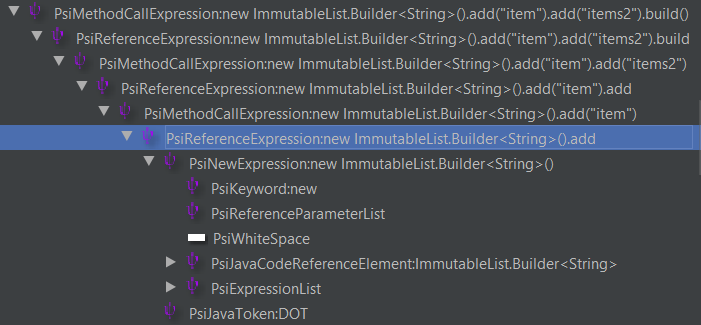 PsiMethodCallExpression:new ImmutableList.Builder<String>().add("item").add("items2").build()
PsiReferenceExpression:new ImmutableList.Builder<String>().add("item").add("items2").build
PsiMethodCallExpression:new ImmutableList.Builder<String>().add("item").add("items2")
PsiReferenceExpression:new ImmutableList.Builder<String>().add("item").add
PsiMethodCallExpression:new ImmutableList.Builder<String>().add("item")
PsiReferenceExpression:new ImmutableList.Builder<String>().add
PsiNewExpression:new ImmutableList.Builder<String>()
PsiKeyword:new
PsiReferenceParameterList
PsiWhiteSpace
PsiJavaCodeReferenceElement:ImmutableList.Builder<String>
PsiExpressionList
PsiJavaToken:DOT